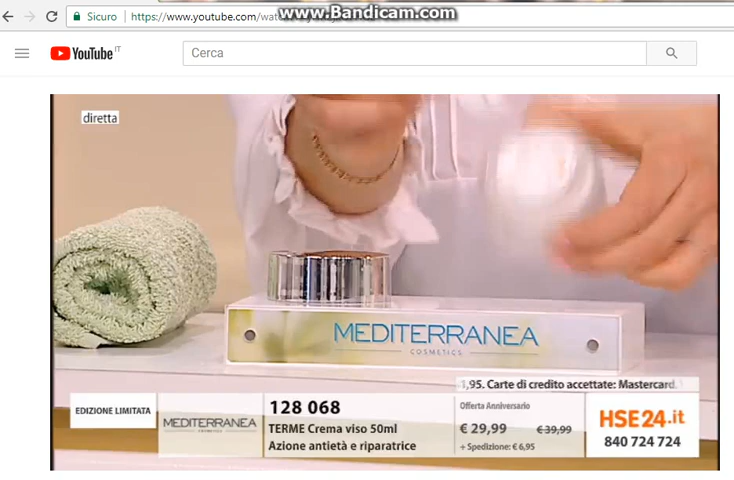 www.Bandicam.com
Sicuro
https://www.youtube.com/wat
YouTube IT
Cerca
diretta
MEDITERRANEA
COSMETICS
1,95. Carte di credito accettate: Mastercard.
EDIZIONE LIMITATA
MEDITERRANEA
COSMETICS
128 068
TERME Crema viso 50ml
Azione antietà e riparatrice
Offerta Anniversario
€ 29,99 € 39,99
+ Spedizione: € 6,95
HSE24.it
840 724 724